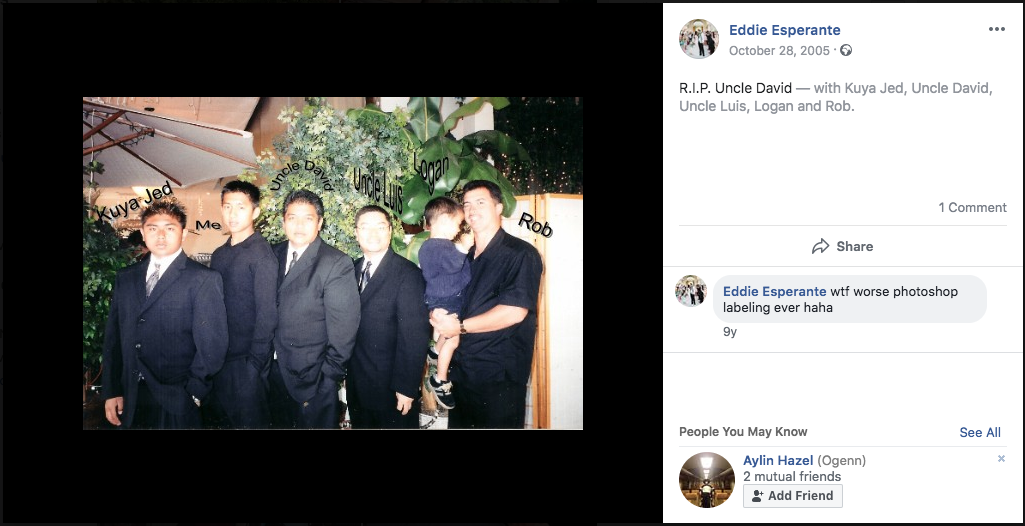 Kuya Jed
Me
Uncle David
Uncle Luis
Logan
Rob
Eddie Esperante
October 28, 2005 ·
R.I.P. Uncle David — with Kuya Jed, Uncle David,
Uncle Luis, Logan and Rob.
1 Comment
Share
Eddie Esperante wtf worse photoshop
labeling ever haha
9y
People You May Know
See All
Aylin Hazel (Ogenn)
2 mutual friends
Add Friend